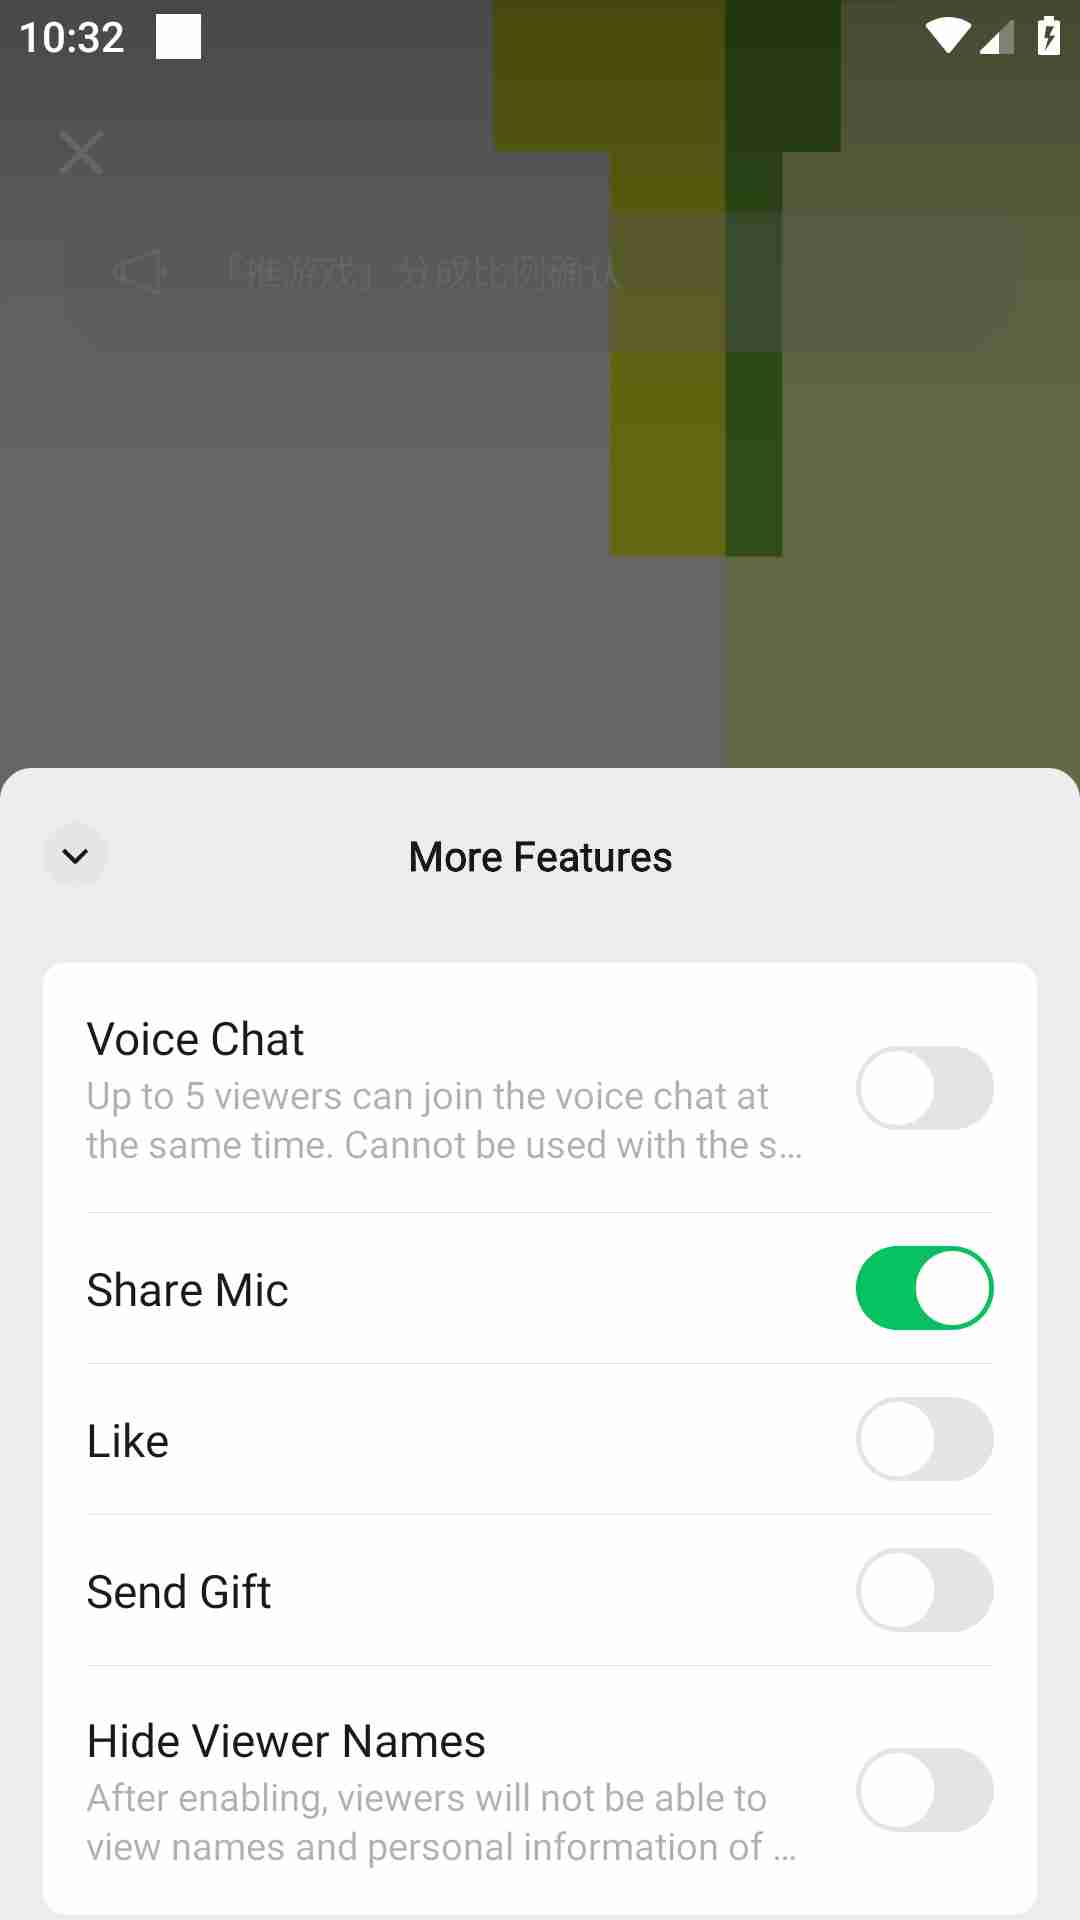 10:32
「推游戏」分成比例确认
More Features
Voice Chat
Up to 5 viewers can join the voice chat at
the same time. Cannot be used with the s...
Share Mic
Like
Send Gift
Hide Viewer Names
After enabling, viewers will not be able to
view names and personal information of ...